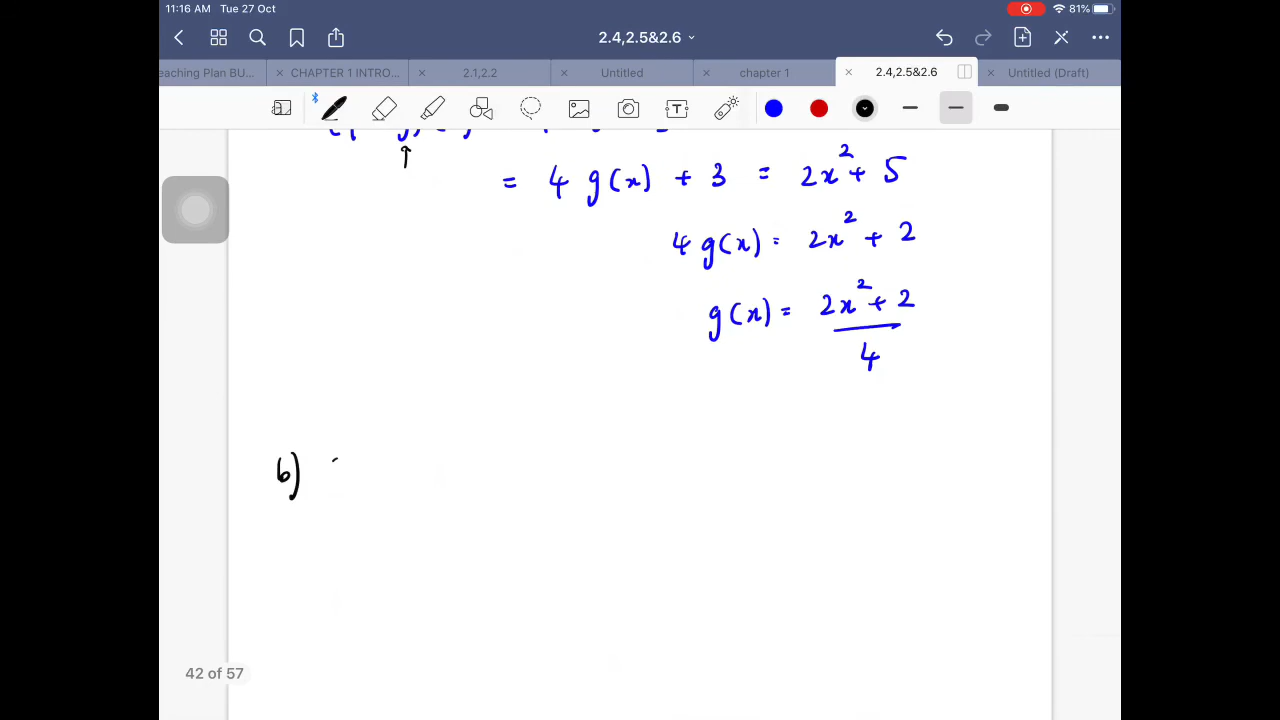 11:16 AM Tue 27 Oct 81%
2.4,2.5&2.6
eaching Plan BU... CHAPTER 1 INTRO... 2.1,2.2 Untitled chapter 1 2.4,2.5&2.6 Untitled (Draft)
= 4 g(x) + 3 = 2x² + 5
4 g(x) = 2x² + 2
g(x) = 2x² + 2
4
b)
42 of 57